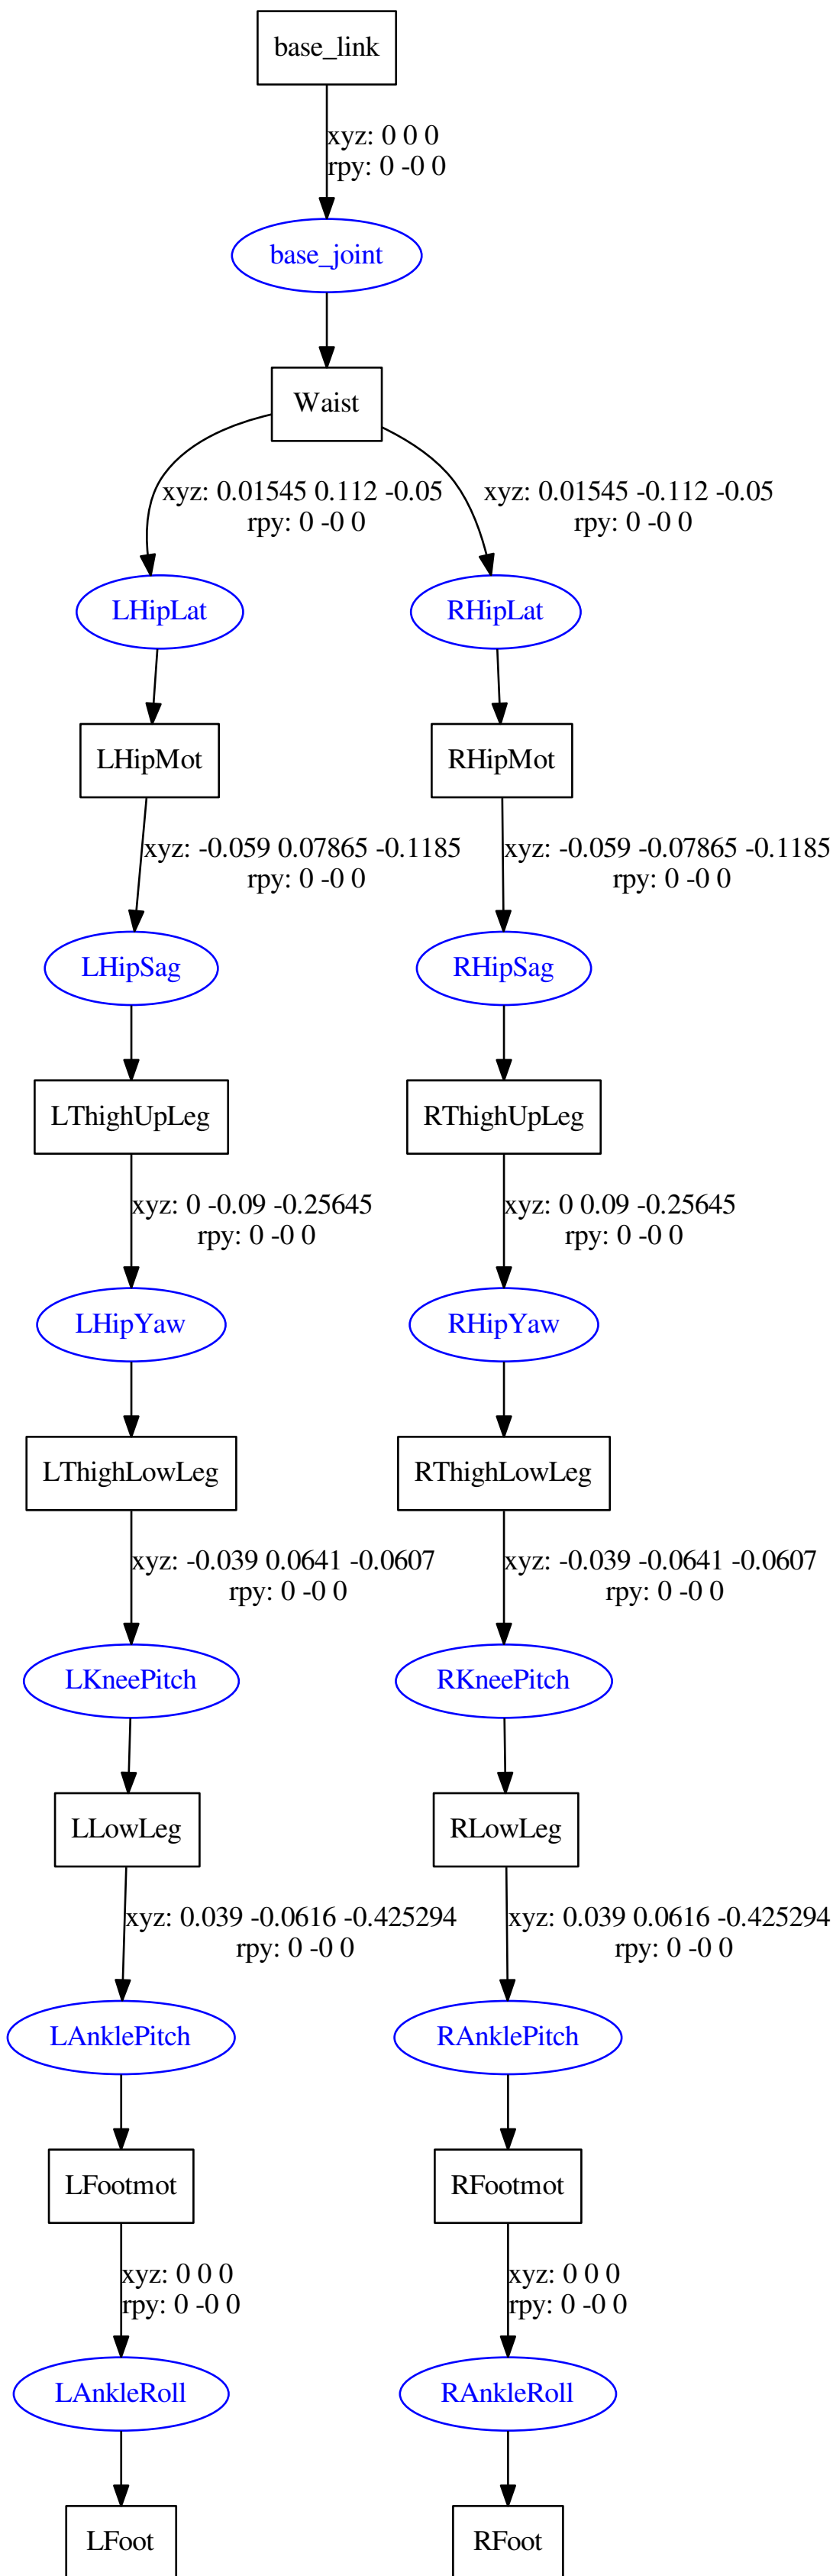 base_link
xyz: 0 0 0
rpy: 0 -0 0
base_joint
Waist
xyz: 0.01545 0.112 -0.05
rpy: 0 -0 0
xyz: 0.01545 -0.112 -0.05
rpy: 0 -0 0
LHipLat
RHipLat
LHipMot
RHipMot
xyz: -0.059 0.07865 -0.1185
rpy: 0 -0 0
xyz: -0.059 -0.07865 -0.1185
rpy: 0 -0 0
LHipSag
RHipSag
LThighUpLeg
RThighUpLeg
xyz: 0 -0.09 -0.25645
rpy: 0 -0 0
xyz: 0 0.09 -0.25645
rpy: 0 -0 0
LHipYaw
RHipYaw
LThighLowLeg
RThighLowLeg
xyz: -0.039 0.0641 -0.0607
rpy: 0 -0 0
xyz: -0.039 -0.0641 -0.0607
rpy: 0 -0 0
LKneePitch
RKneePitch
LLowLeg
RLowLeg
xyz: 0.039 -0.0616 -0.425294
rpy: 0 -0 0
xyz: 0.039 0.0616 -0.425294
rpy: 0 -0 0
LAnklePitch
RAnklePitch
LFootmot
RFootmot
xyz: 0 0 0
rpy: 0 -0 0
xyz: 0 0 0
rpy: 0 -0 0
LAnkleRoll
RAnkleRoll
LFoot
RFoot